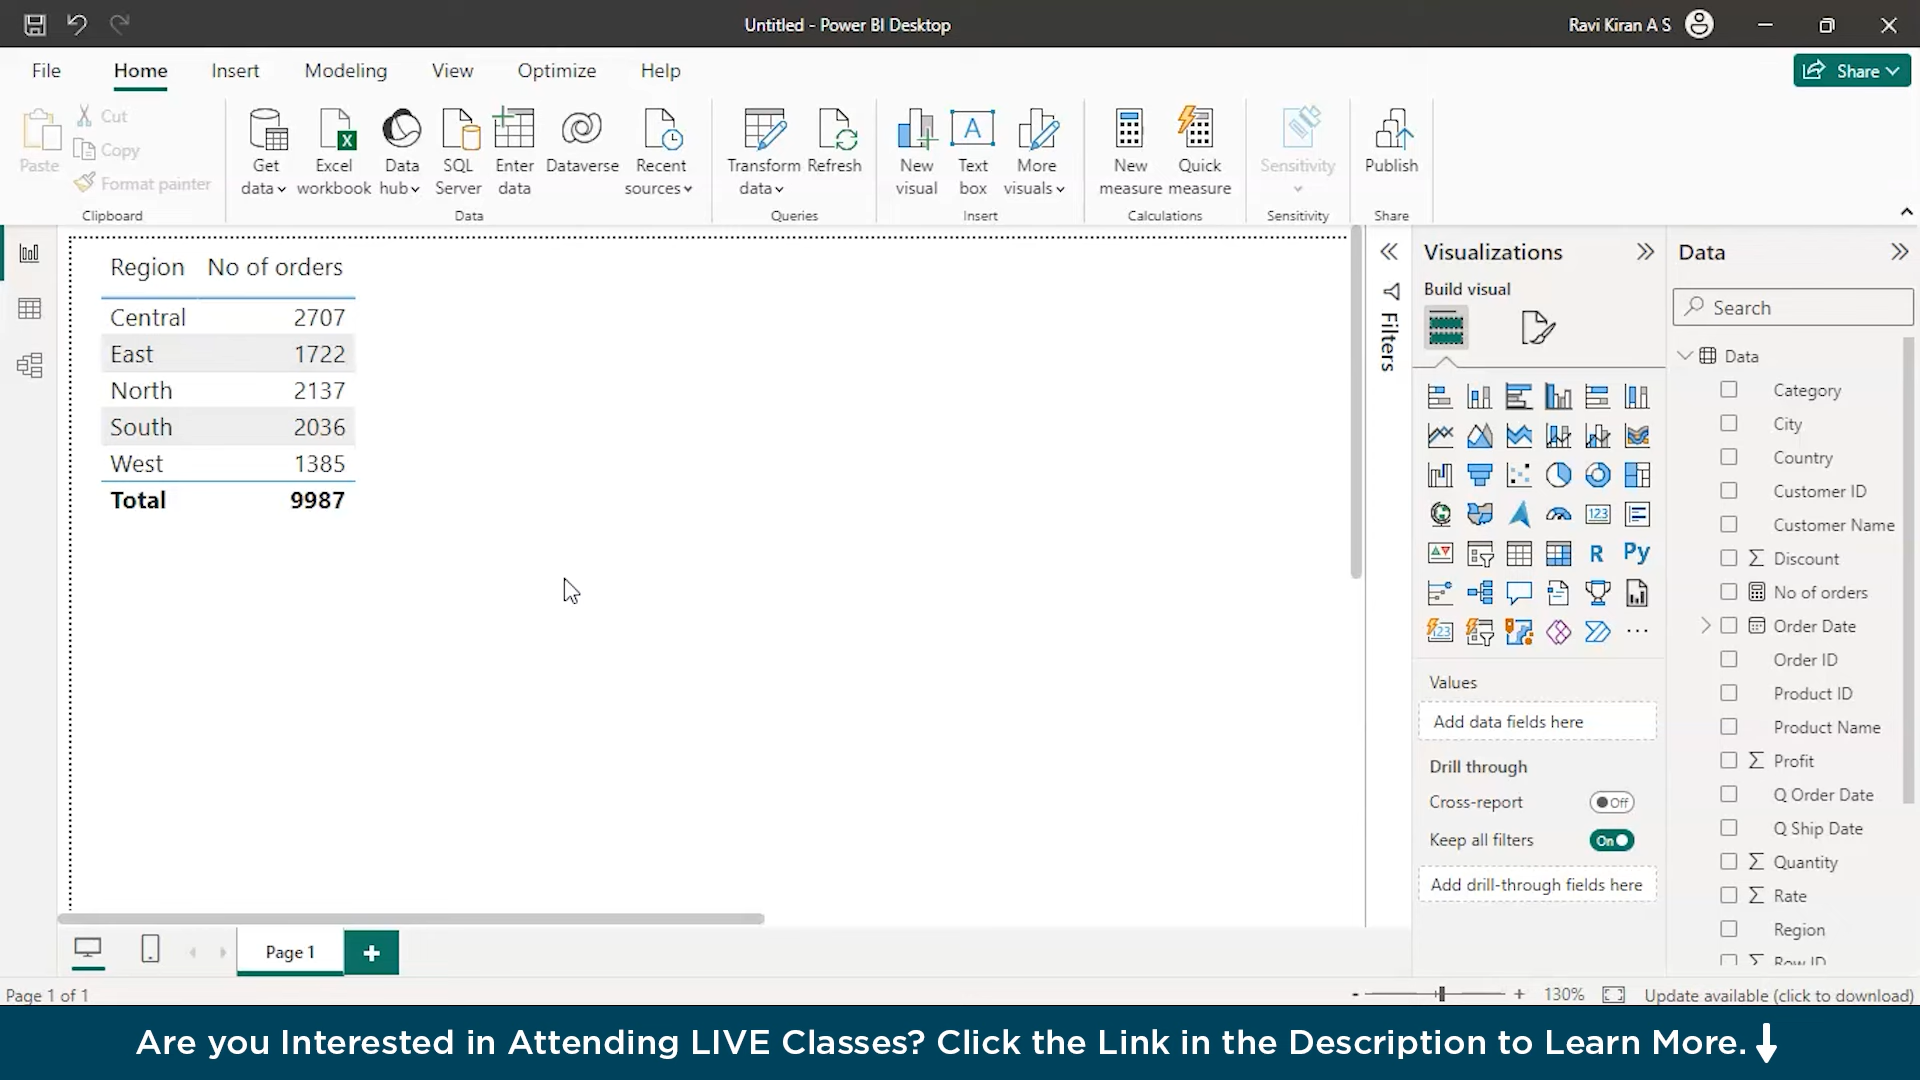 Untitled - Power BI Desktop
Ravi Kiran A S
File Home Insert Modeling View Optimize Help
Share
Paste
Cut
Copy
Format painter
Clipboard
Get data
Excel workbook
Data hub
SQL Server
Enter data
Dataverse
Recent sources
Data
Transform data
Refresh
Queries
New visual
Text box
More visuals
Insert
New measure
Quick measure
Calculations
Sensitivity
Sensitivity
Publish
Share
Region No of orders
Central 2707
East 1722
North 2137
South 2036
West 1385
Total 9987
Filters
Visualizations
Build visual
123
R
Py
123
Values
Add data fields here
Drill through
Cross-report
Off
Keep all filters
On
Add drill-through fields here
Data
Search
Data
Category
City
Country
Customer ID
Customer Name
Discount
No of orders
Order Date
Order ID
Product ID
Product Name
Profit
Q Order Date
Q Ship Date
Quantity
Rate
Region
Row ID
Page 1
Page 1 of 1
130%
Update available (click to download)
Are you Interested in Attending LIVE Classes? Click the Link in the Description to Learn More.